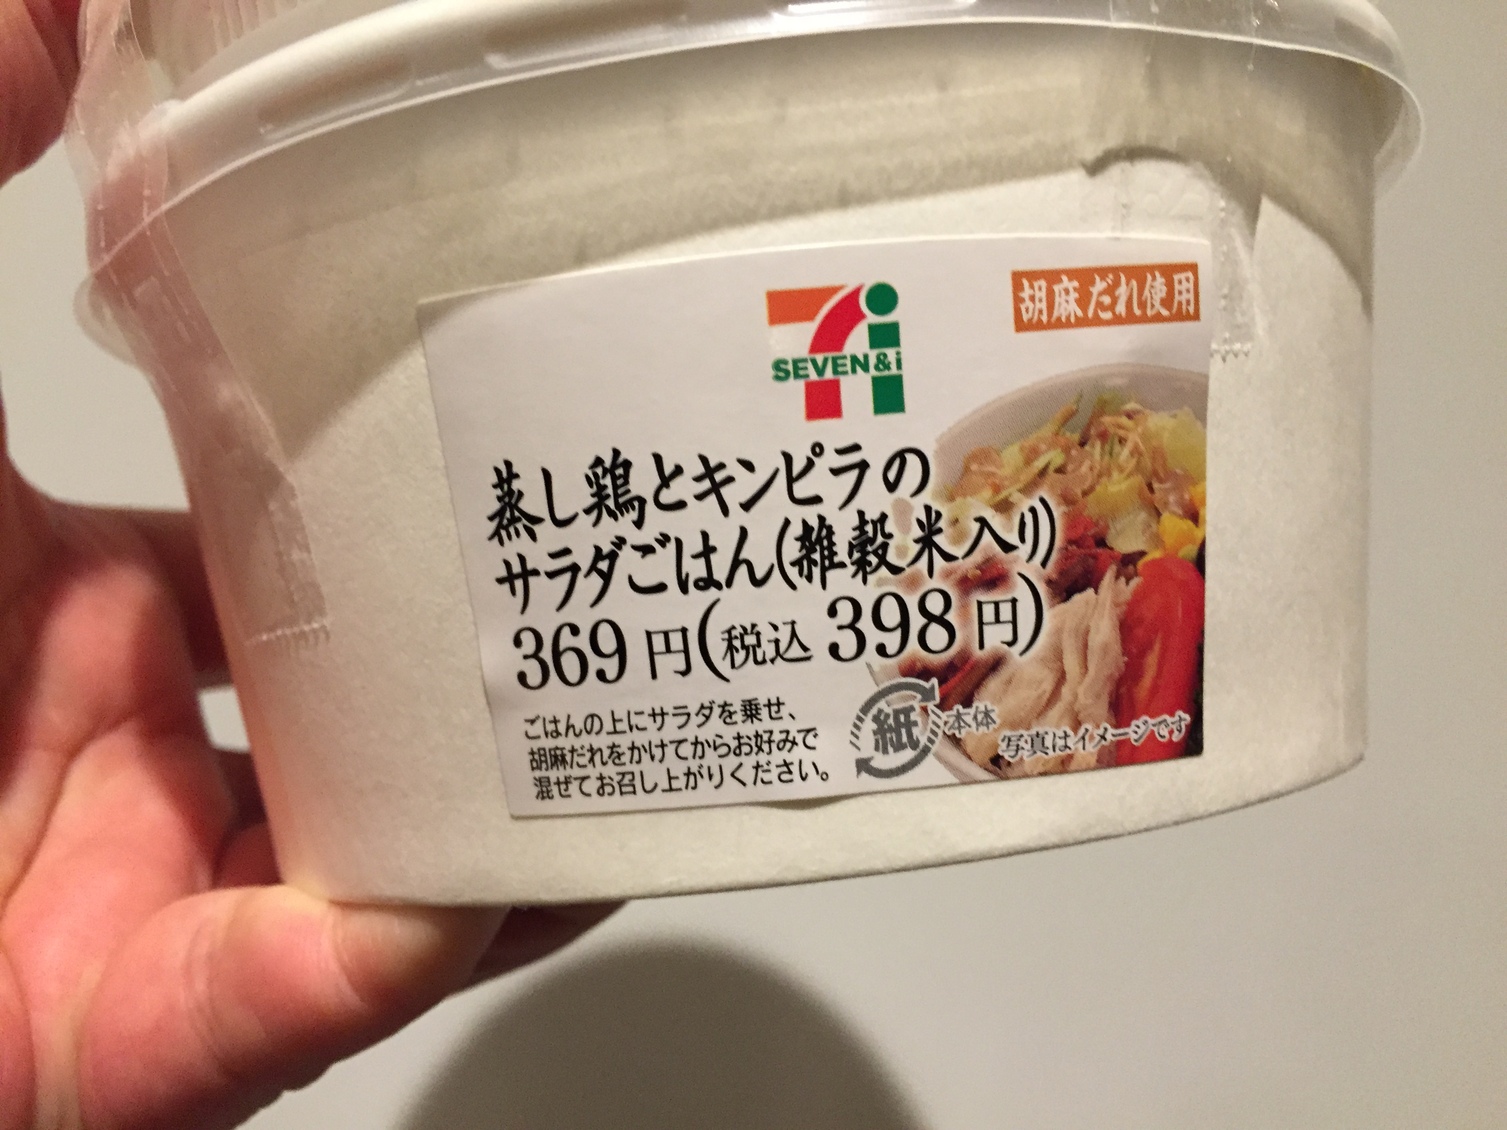 SEVEN&i
胡麻だれ使用
蒸し鶏とキンピラの
サラダごはん(雑穀米入り)
369円(税込398円)
ごはんの上にサラダを乗せ、
胡麻だれをかけてからお好みで
混ぜてお召し上がりください。
紙 本体
写真はイメージです